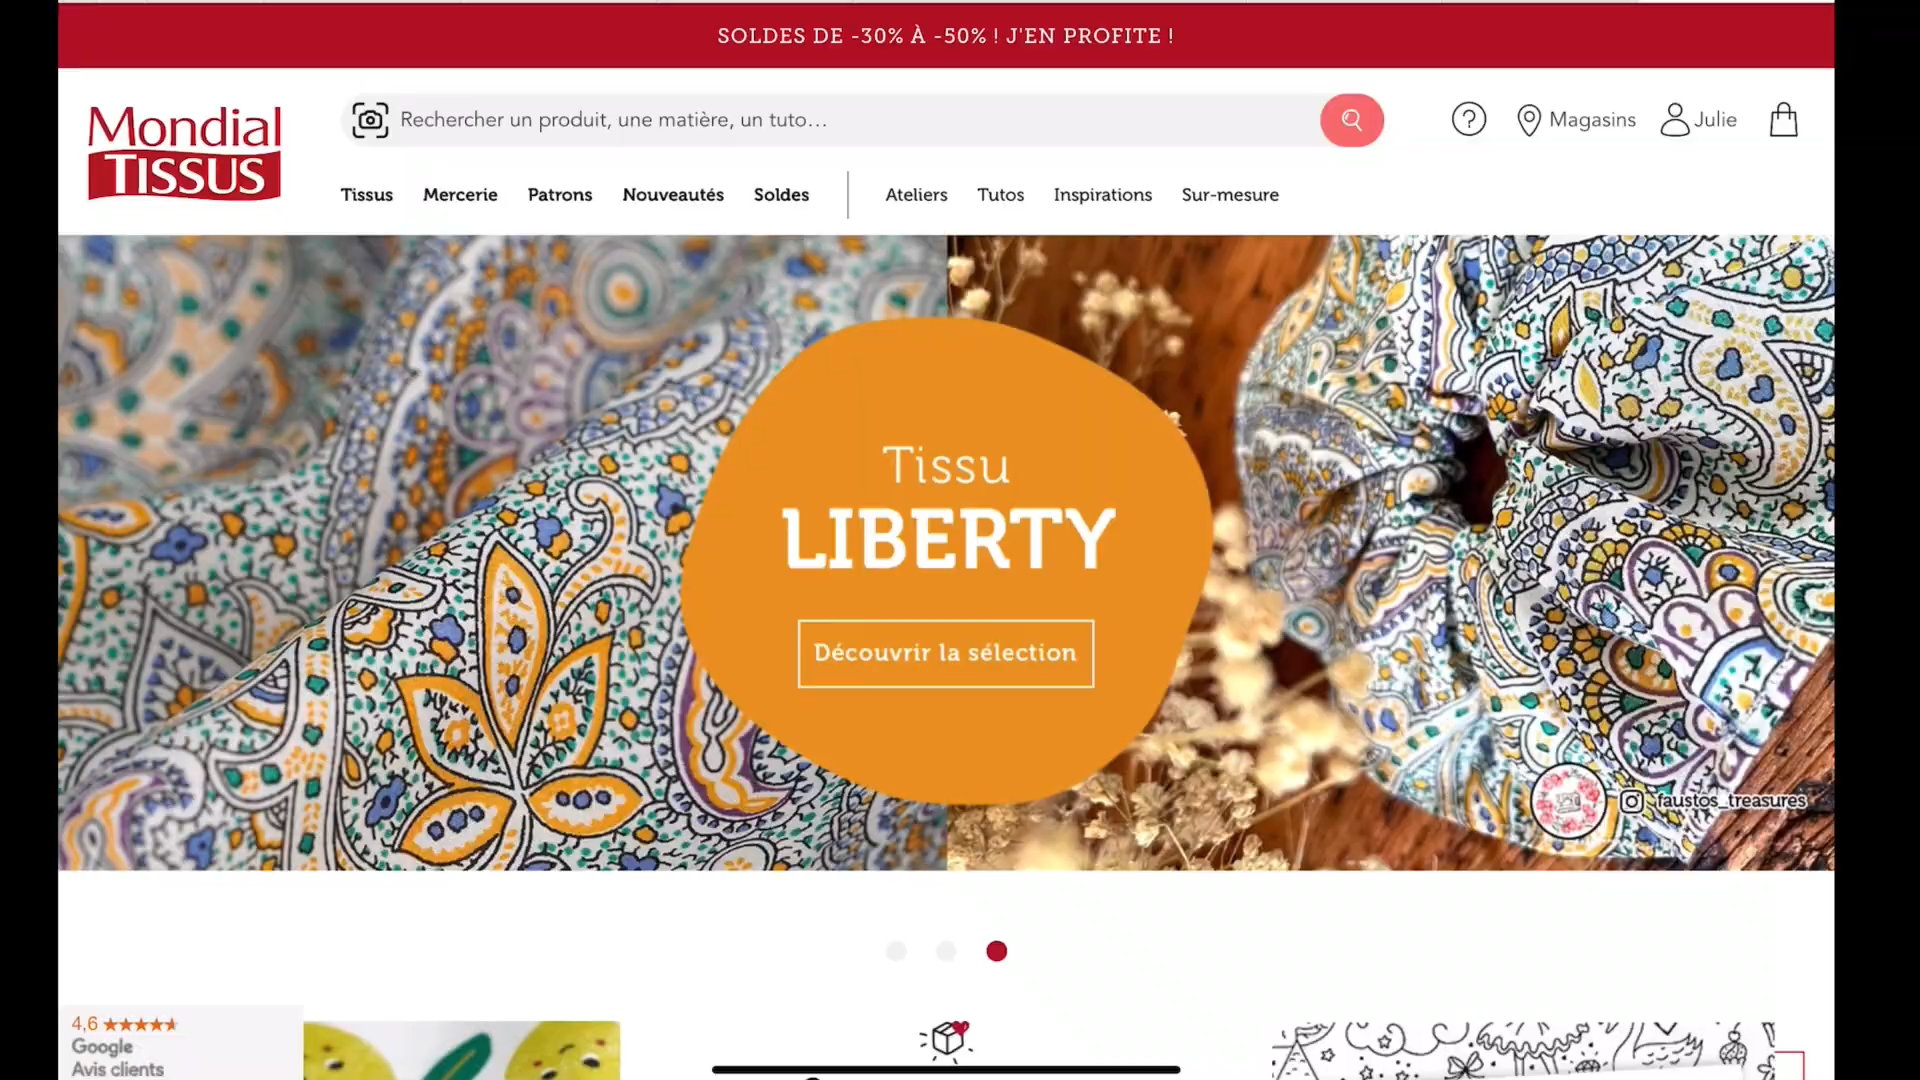 SOLDES DE -30% À -50% ! J'EN PROFITE !
Mondial
TISSUS
Rechercher un produit, une matière, un tuto...
Magasins
Julie
Tissus
Mercerie
Patrons
Nouveautés
Soldes
Ateliers
Tutos
Inspirations
Sur-mesure
Tissu
LIBERTY
Découvrir la sélection
faustos_treasures
4,6
Google
Avis clients